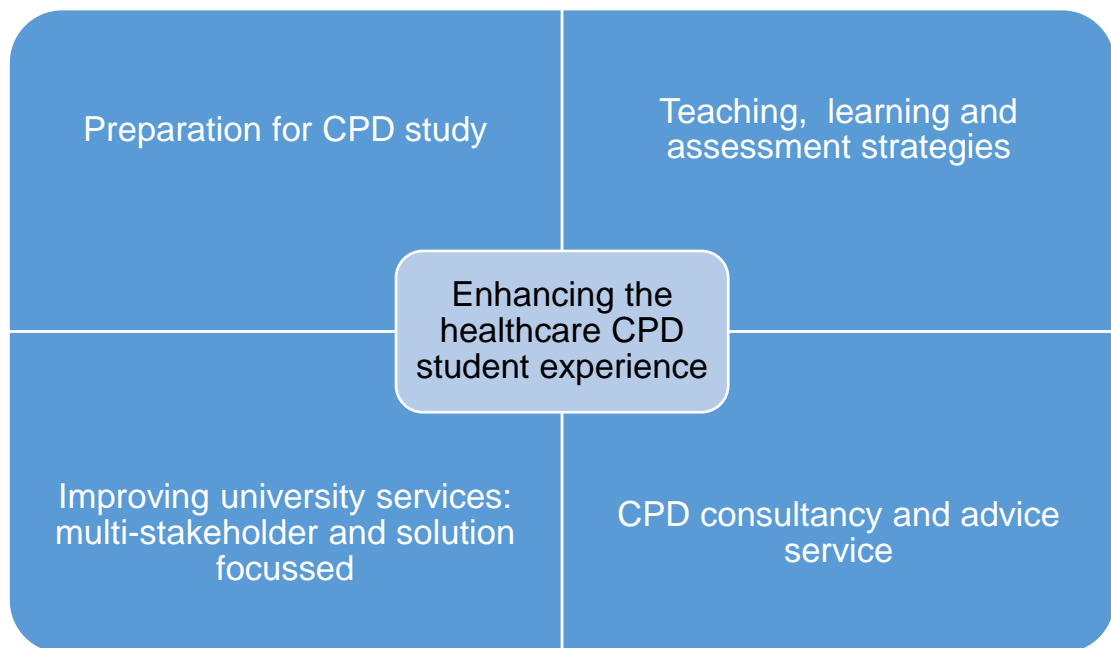 Preparation for CPD study
Teaching, learning and
assessment strategies
Enhancing the
healthcare CPD
student experience
Improving university services:
multi-stakeholder and solution
focussed
CPD consultancy and advice
service